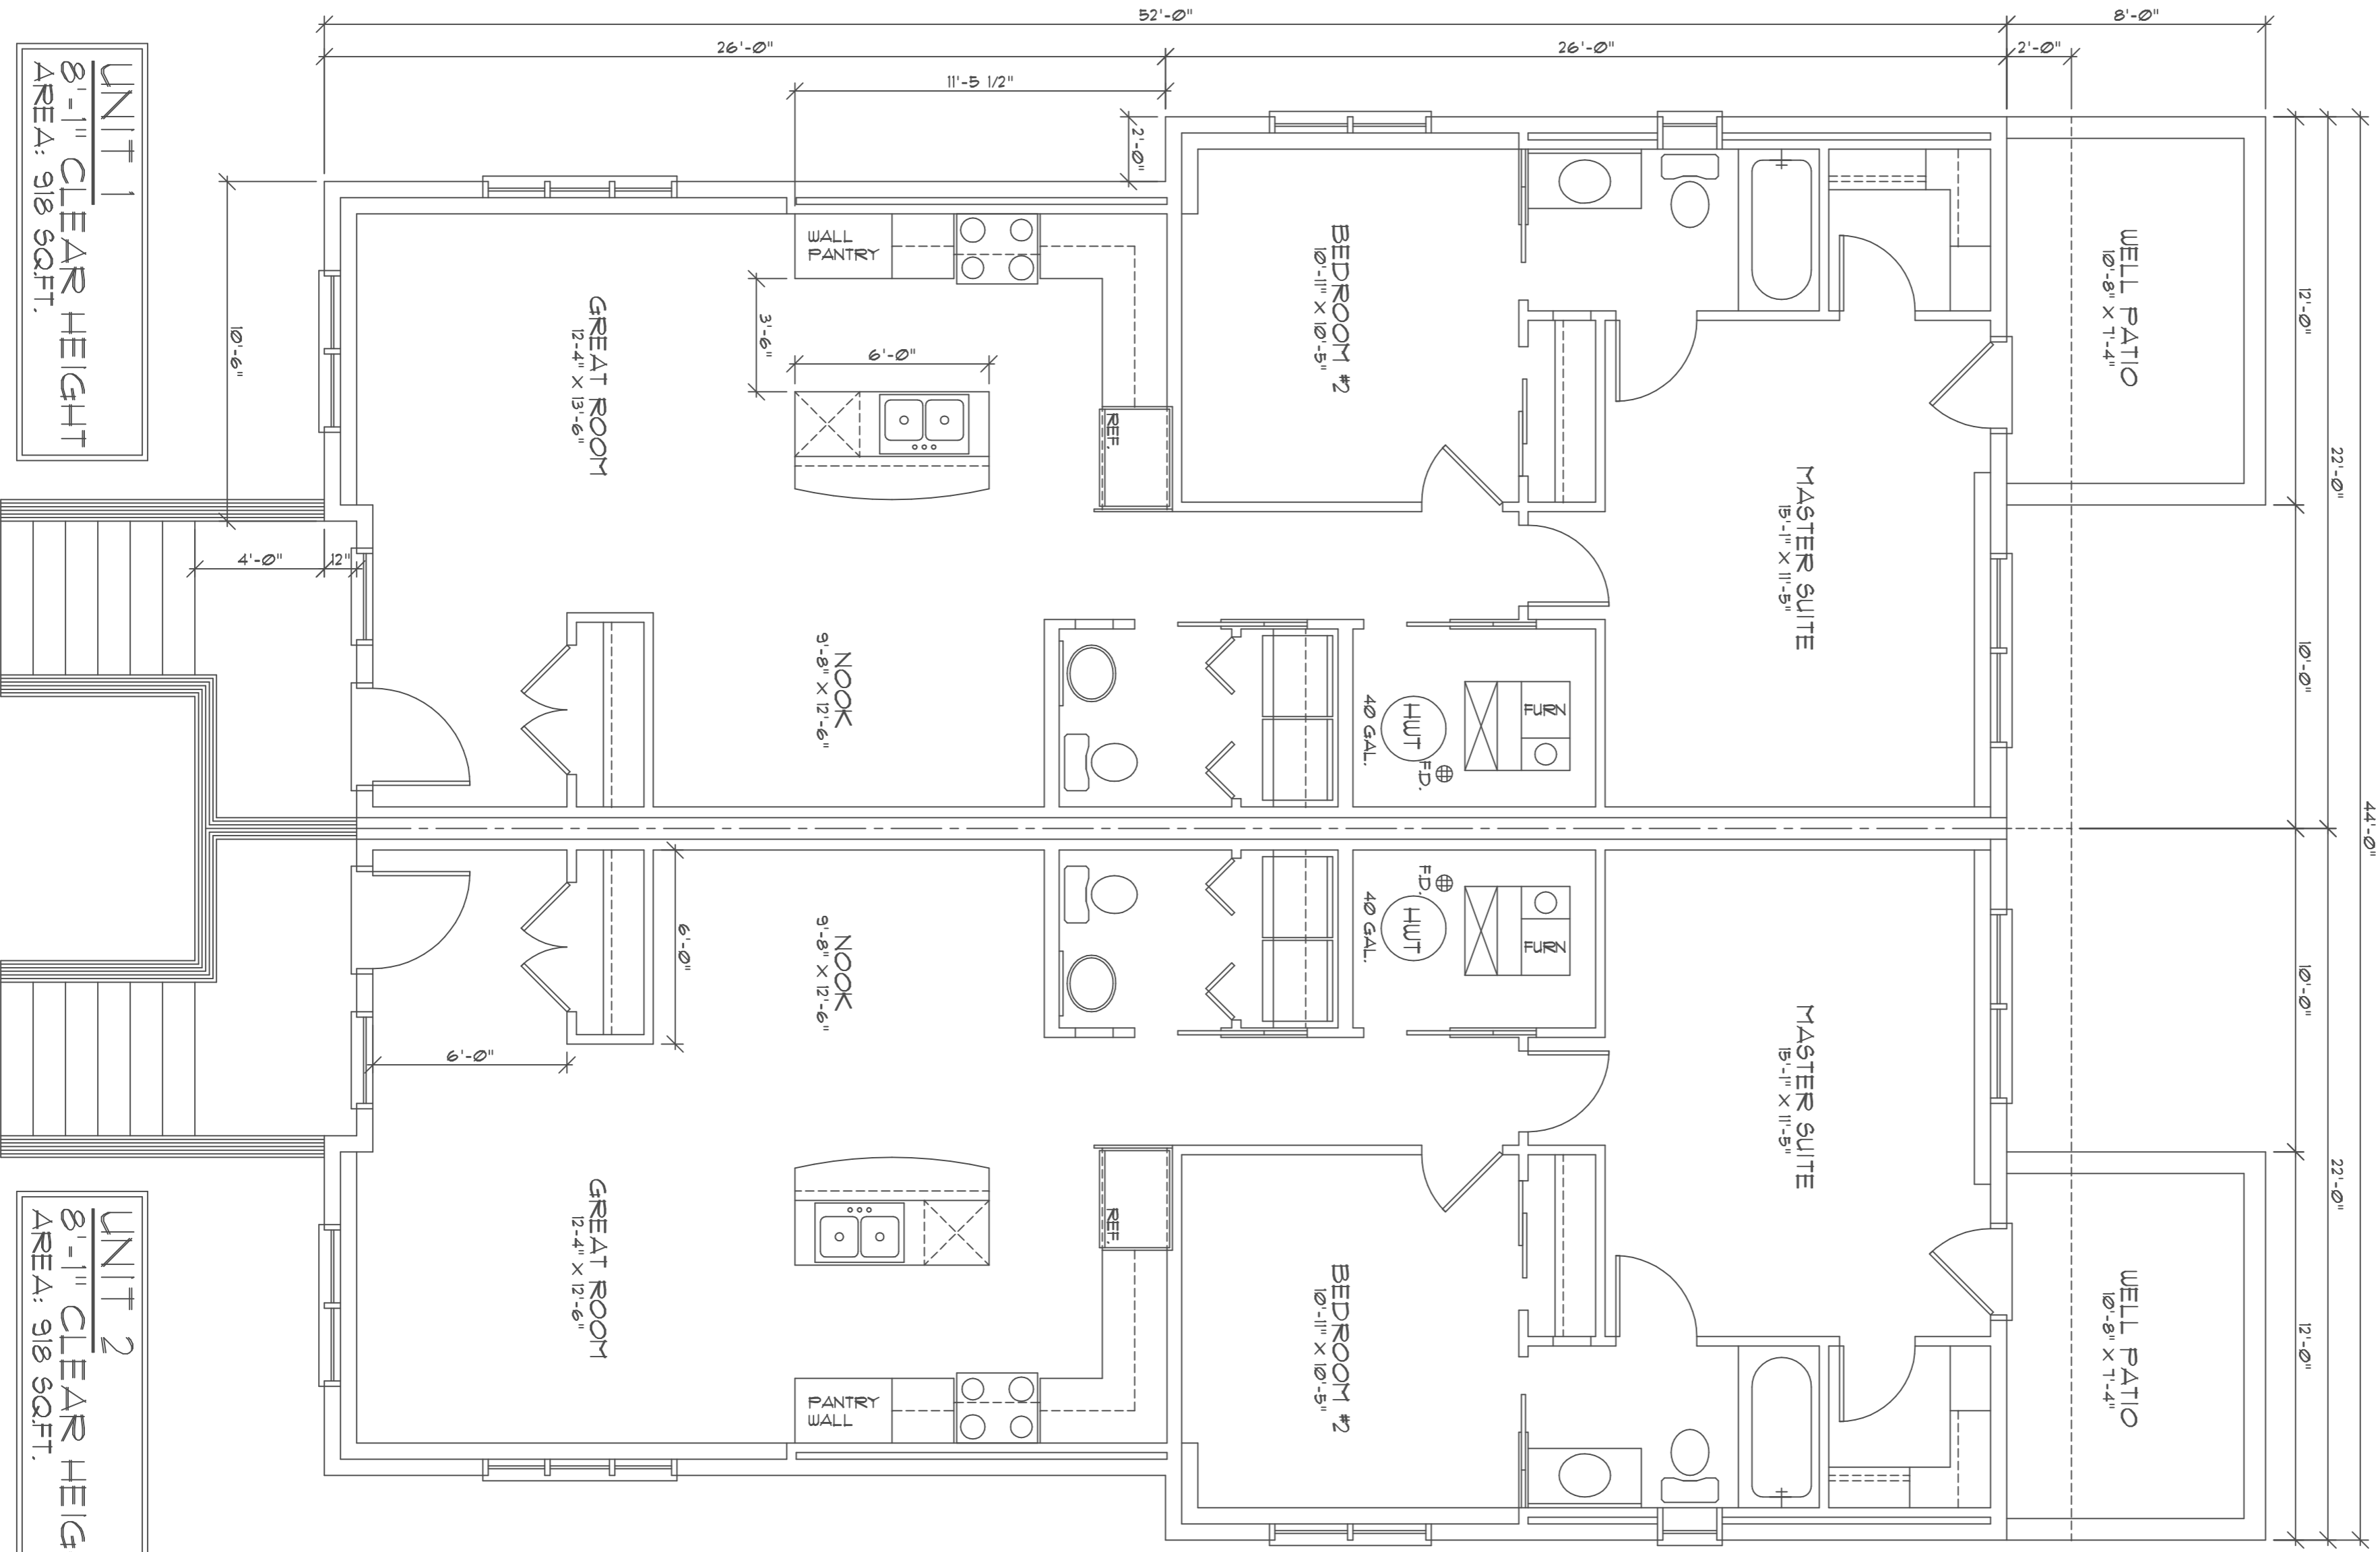 52'-0"
8'-0"
26'-0"
26'-0"
2'-0"
11'-5 1/2"
2'-0"
UNIT 1
8'-1" CLEAR HEIGHT
AREA: 918 SQ.FT.
10'-6"
4'-0"
12"
GREAT ROOM
12'-4" X 13'-6"
WALL
PANTRY
3'-6"
6'-0"
REF.
BEDROOM #2
10'-11" X 10'-5"
MASTER SUITE
15'-1" X 11'-5"
WELL PATIO
10'-8" X 7'-4"
12'-0"
22'-0"
10'-0"
44'-0"
NOOK
9'-8" X 12'-6"
HWT
40 GAL.
FURN
F.D.
NOOK
9'-8" X 12'-6"
6'-0"
6'-0"
F.D.
HWT
40 GAL.
FURN
10'-0"
22'-0"
12'-0"
MASTER SUITE
15'-1" X 11'-5"
WELL PATIO
10'-8" X 7'-4"
BEDROOM #2
10'-11" X 10'-5"
REF.
GREAT ROOM
12'-4" X 12'-6"
PANTRY
WALL
UNIT 2
8'-1" CLEAR HEIG
AREA: 918 SQ.FT.